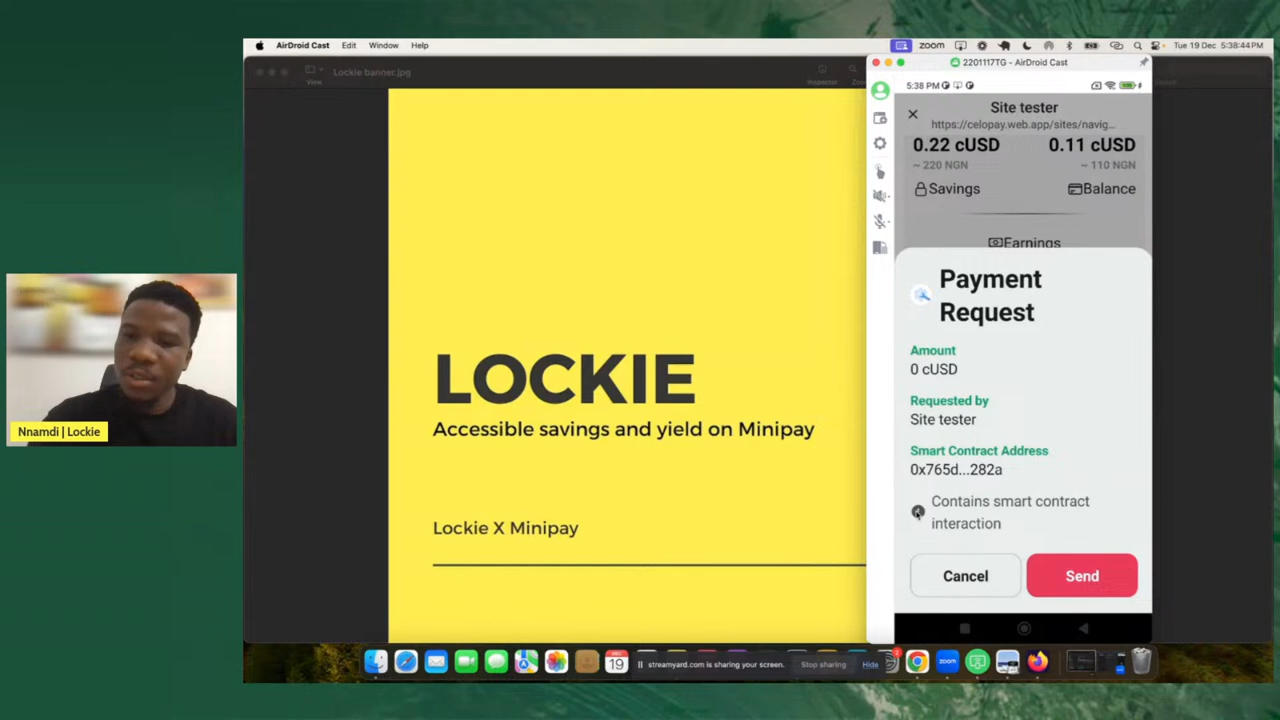 AirDroid Cast Edit Window Help
zoom Tue 19 Dec 5:38:44 PM
Lockie banner.jpg
View
Inspector
2201117TG - AirDroid Cast
5:38 PM
Site tester
https://celopay.web.app/sites/navig...
0.22 cUSD 0.11 cUSD
~ 220 NGN ~ 110 NGN
Savings Balance
Earnings
Payment
Request
Amount
0 cUSD
Requested by
Site tester
Smart Contract Address
0x765d...282a
Contains smart contract
interaction
Cancel Send
LOCKIE
Accessible savings and yield on Minipay
Lockie X Minipay
Nnamdi | Lockie
DEC
19
streamyard.com is sharing your screen. Stop sharing Hide
zoom